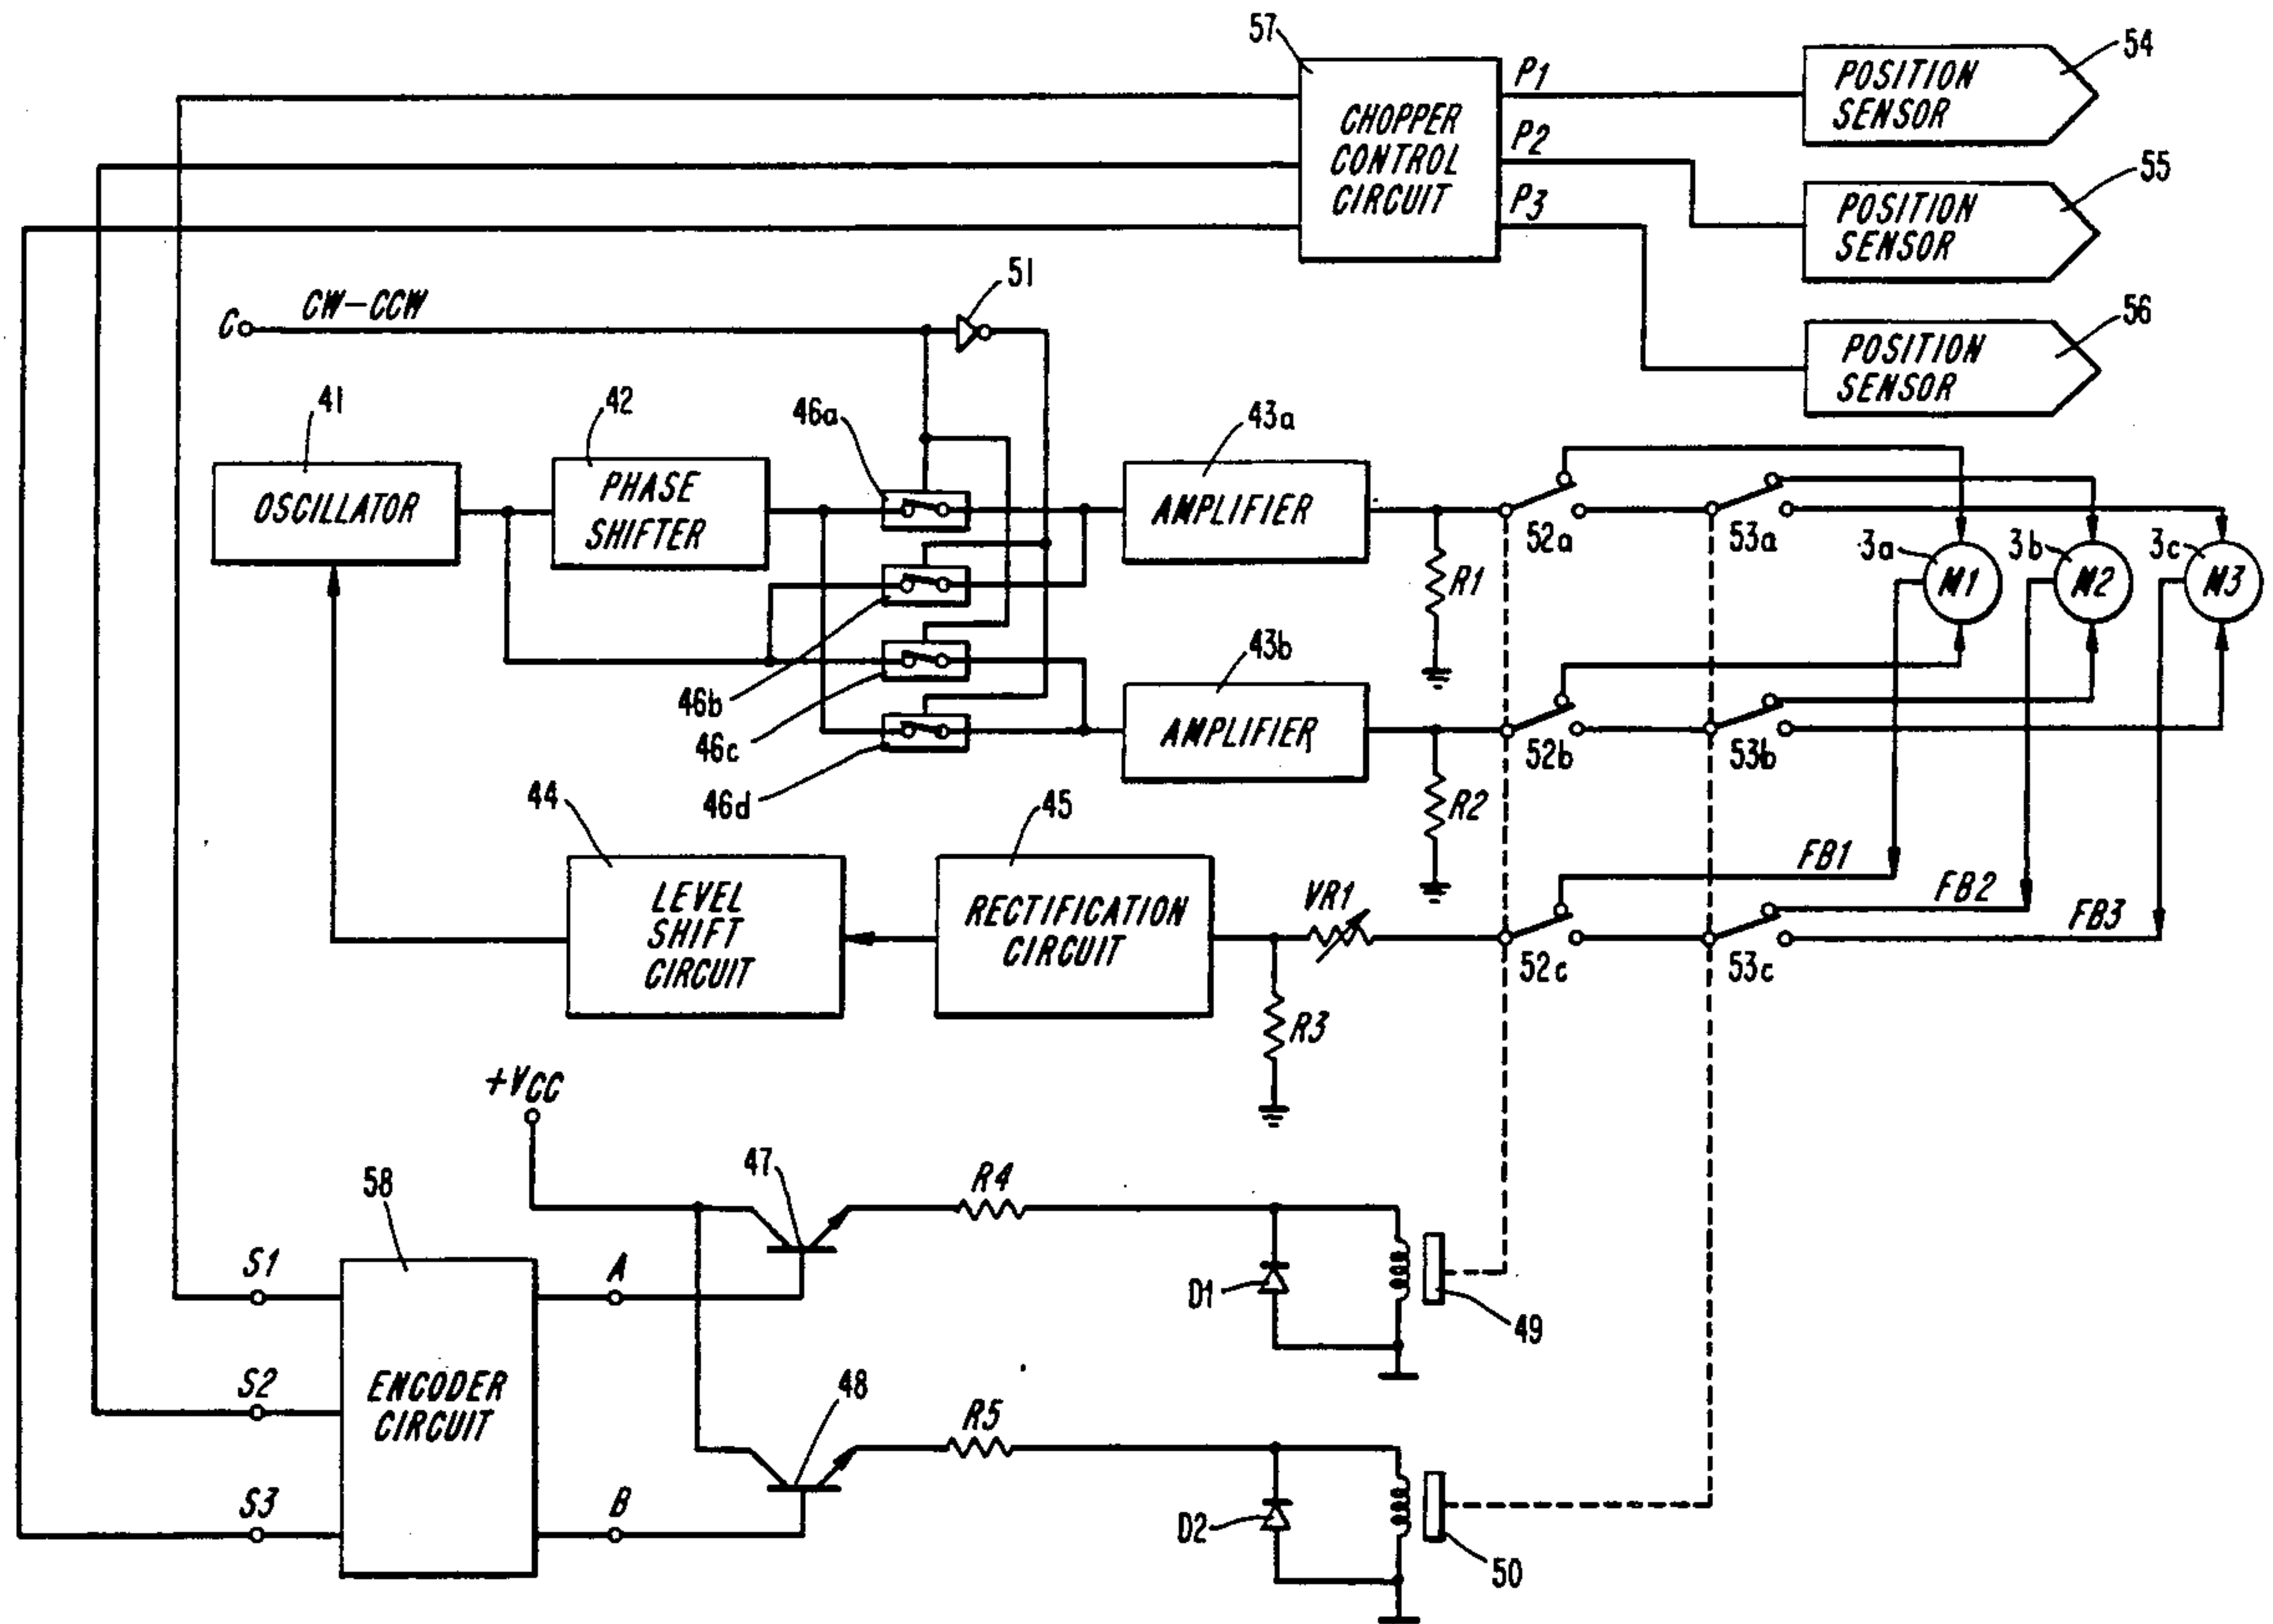 57
P1
P2
P3
CHOPPER
CONTROL
CIRCUIT
54
POSITION
SENSOR
55
POSITION
SENSOR
56
POSITION
SENSOR
C
CW-CCW
51
41
OSCILLATOR
42
PHASE
SHIFTER
46a
46b
46c
46d
43a
AMPLIFIER
R1
43b
AMPLIFIER
R2
52a
53a
3a
M1
3b
M2
3c
M3
52b
53b
44
LEVEL
SHIFT
CIRCUIT
45
RECTIFICATION
CIRCUIT
VR1
R3
FB1
FB2
FB3
52c
53c
+VCC
47
R4
58
S1
A
D1
49
S2
ENCODER
CIRCUIT
48
R5
S3
B
D2
50